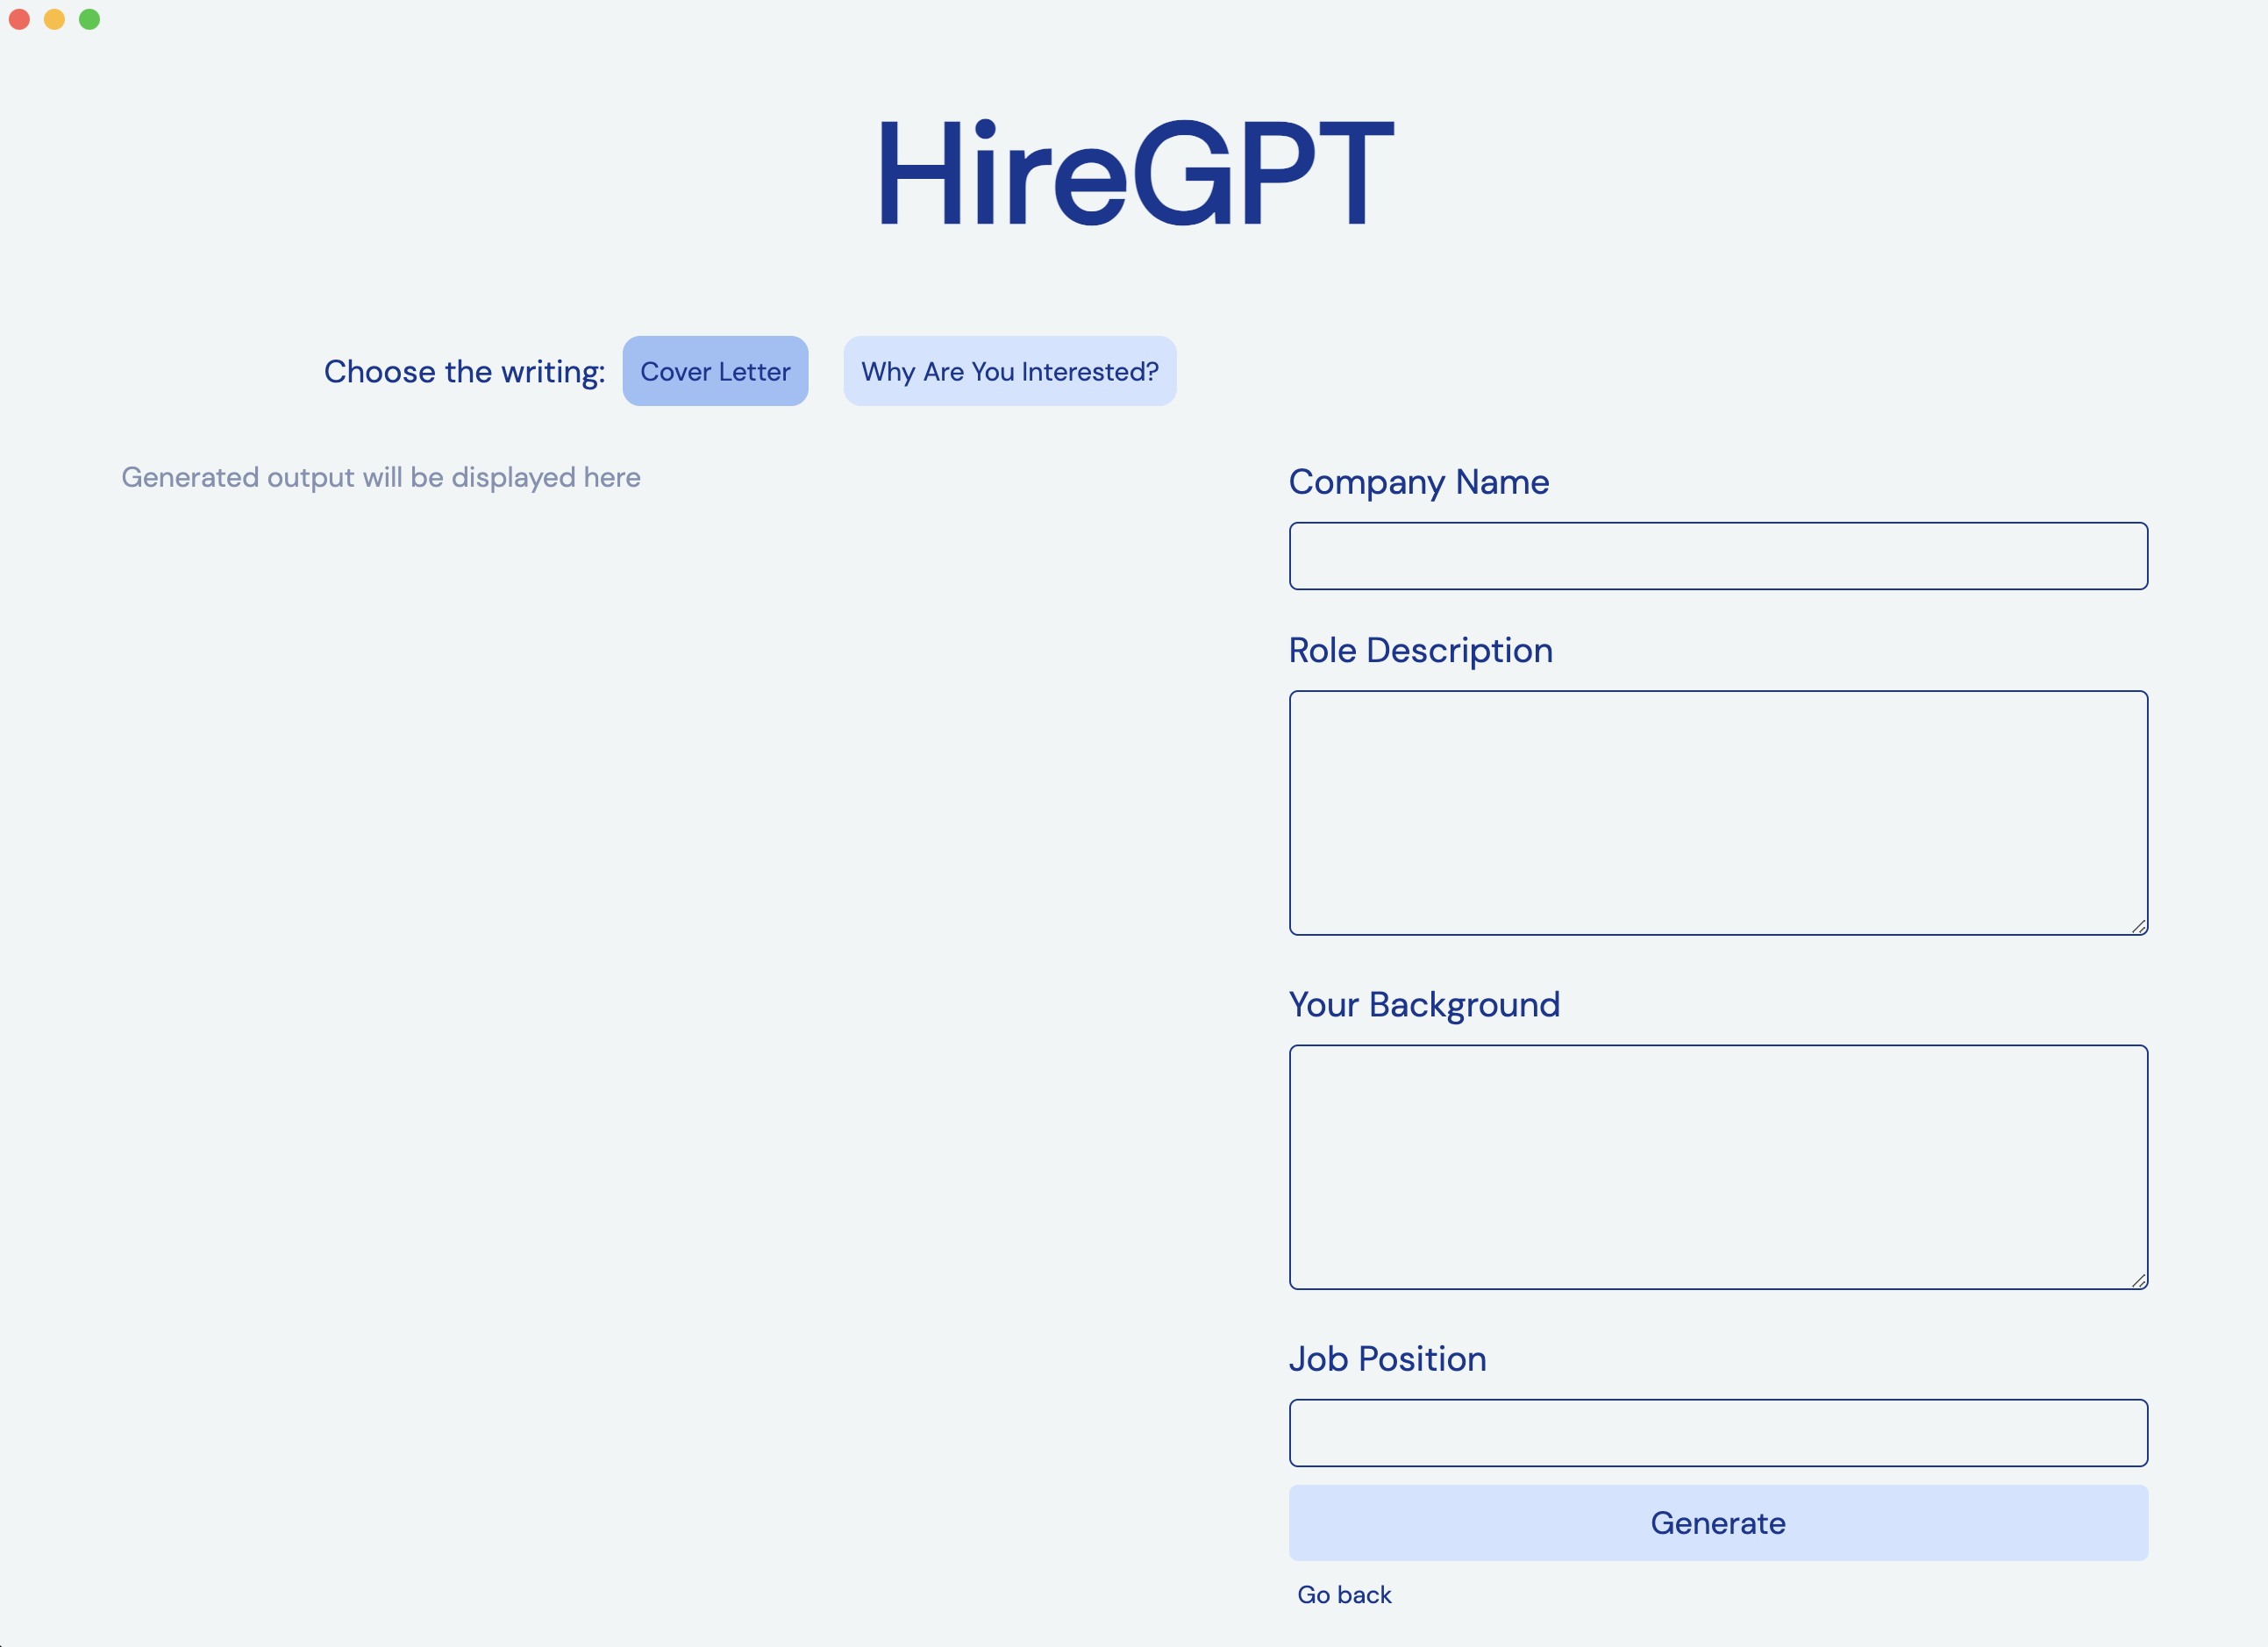 HireGPT
Choose the writing: Cover Letter Why Are You Interested?
Generated output will be displayed here
Company Name
Role Description
Your Background
Job Position
Generate
Go back